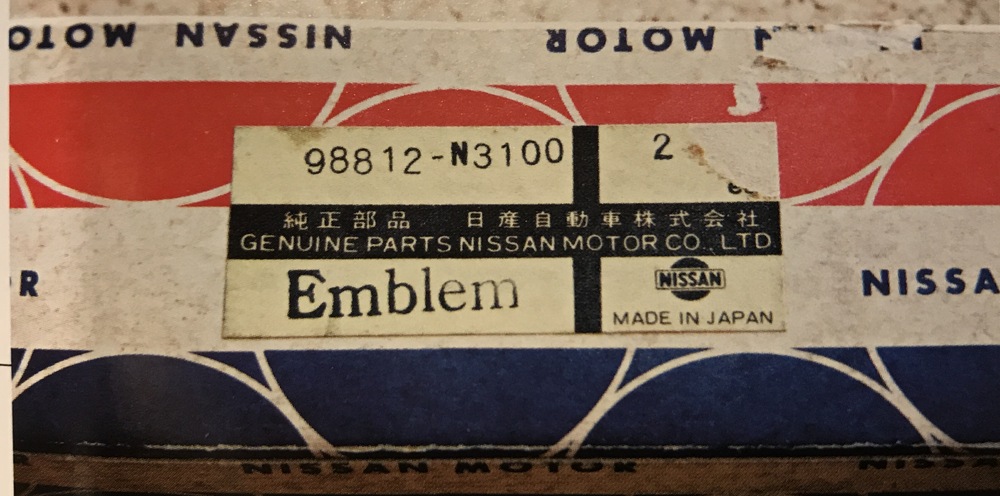 NISSAN MOTOR
MOTOR
98812-N3100
2
純正部品 日産自動車株式会社
GENUINE PARTS NISSAN MOTOR CO., LTD.
Emblem
NISSAN
MADE IN JAPAN
NISSAN MOTOR